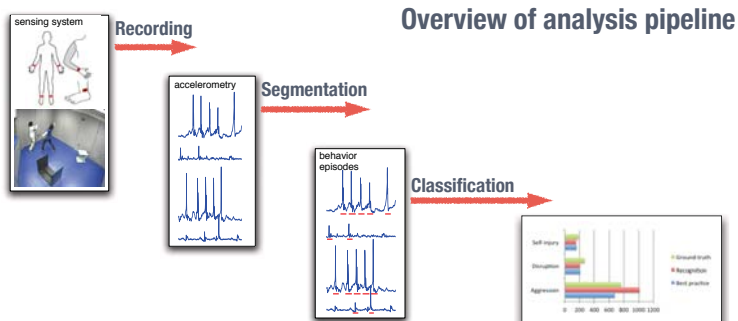 Overview of analysis pipeline
sensing system
Recording
accelerometry
Segmentation
behavior
episodes
Classification
Self-injury
Disruption
Aggression
0 200 400 600 800 1000 1200
Ground truth
Recognition
Best practice